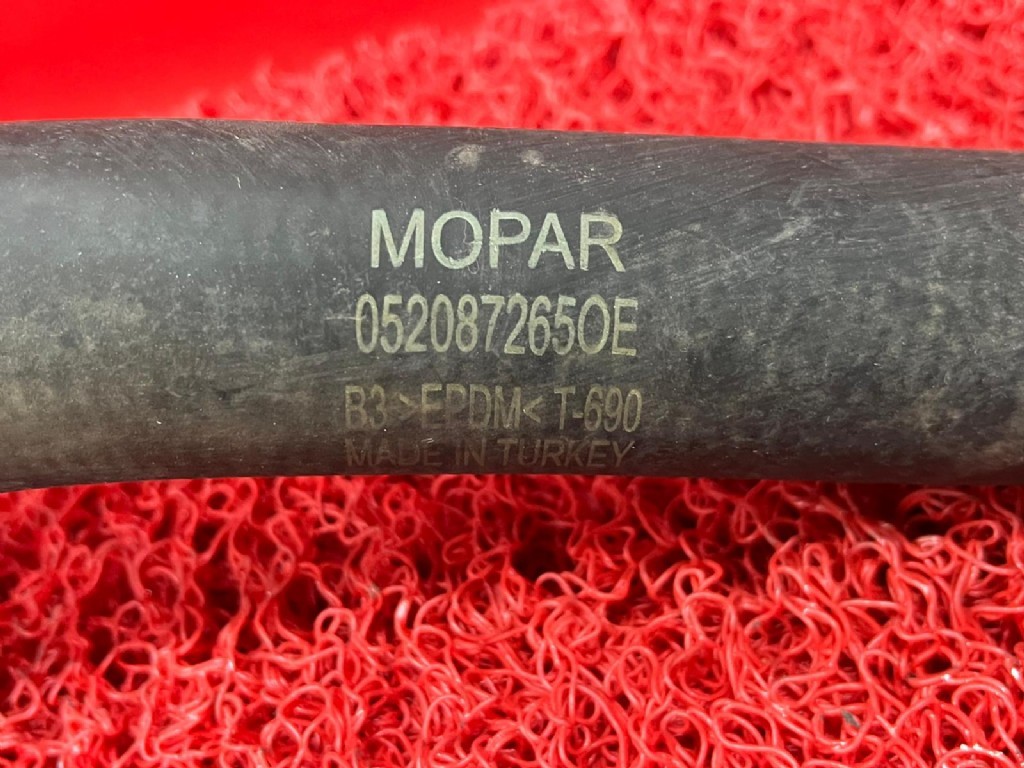 MOPAR
052087265OE
B3 >EPDM< T-690
MADE IN TURKEY